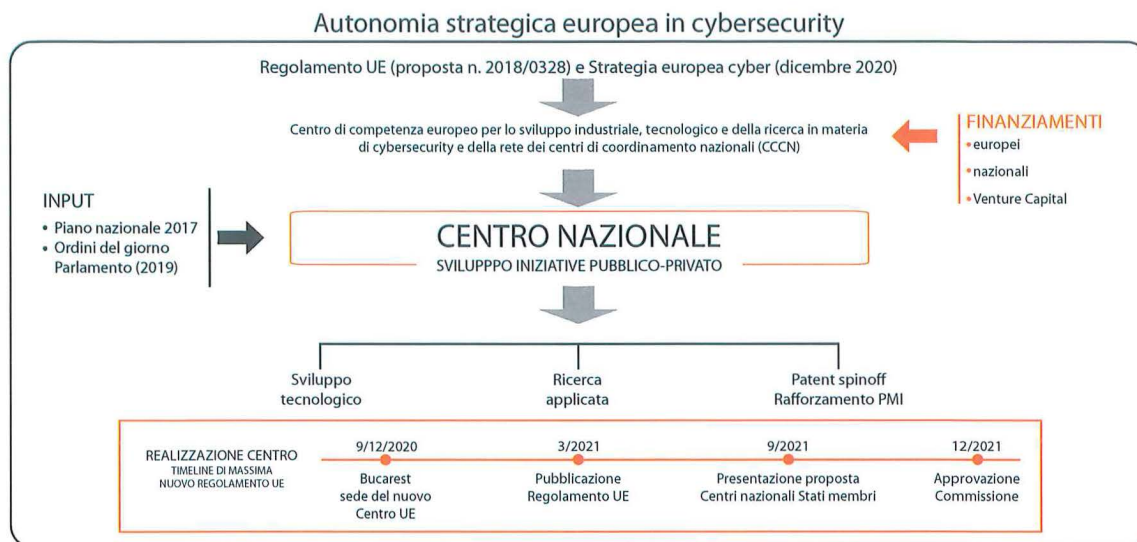 Autonomia strategica europea in cybersecurity
Regolamento UE (proposta n. 2018/0328) e Strategia europea cyber (dicembre 2020)
Centro di competenza europeo per lo sviluppo industriale, tecnologico e della ricerca in materia
di cybersecurity e della rete dei centri di coordinamento nazionali (CCCN)
FINANZIAMENTI
• europei
• nazionali
• Venture Capital
INPUT
• Piano nazionale 2017
• Ordini del giorno
Parlamento (2019)
CENTRO NAZIONALE
SVILUPPPO INIZIATIVE PUBBLICO-PRIVATO
Sviluppo
tecnologico
Ricerca
applicata
Patent spinoff
Rafforzamento PMI
REALIZZAZIONE CENTRO
TIMELINE DI MASSIMA
NUOVO REGOLAMENTO UE
9/12/2020
Bucarest
sede del nuovo
Centro UE
3/2021
Pubblicazione
Regolamento UE
9/2021
Presentazione proposta
Centri nazionali Stati membri
12/2021
Approvazione
Commissione